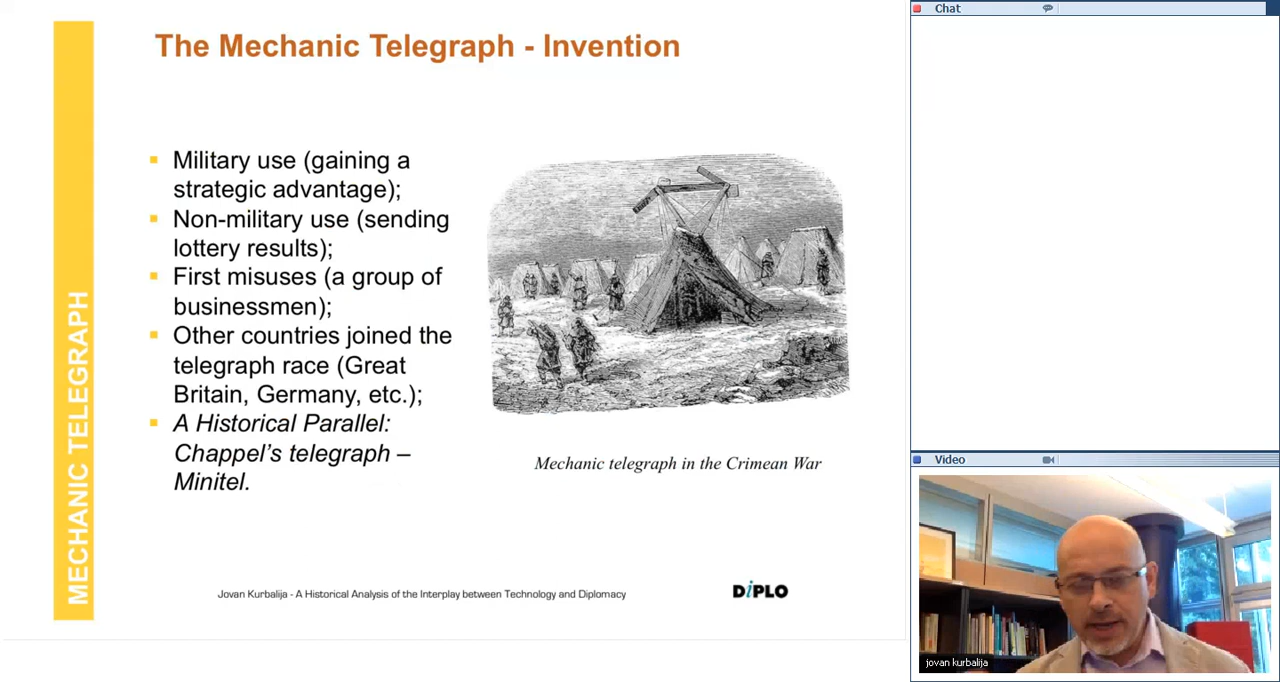 The Mechanic Telegraph - Invention
MECHANIC TELEGRAPH
Military use (gaining a
strategic advantage);
Non-military use (sending
lottery results);
First misuses (a group of
businessmen);
Other countries joined the
telegraph race (Great
Britain, Germany, etc.);
A Historical Parallel:
Chappel’s telegraph –
Minitel.
Mechanic telegraph in the Crimean War
Jovan Kurbalija - A Historical Analysis of the Interplay between Technology and Diplomacy
DiPLO
Chat
Video
jovan kurbalija